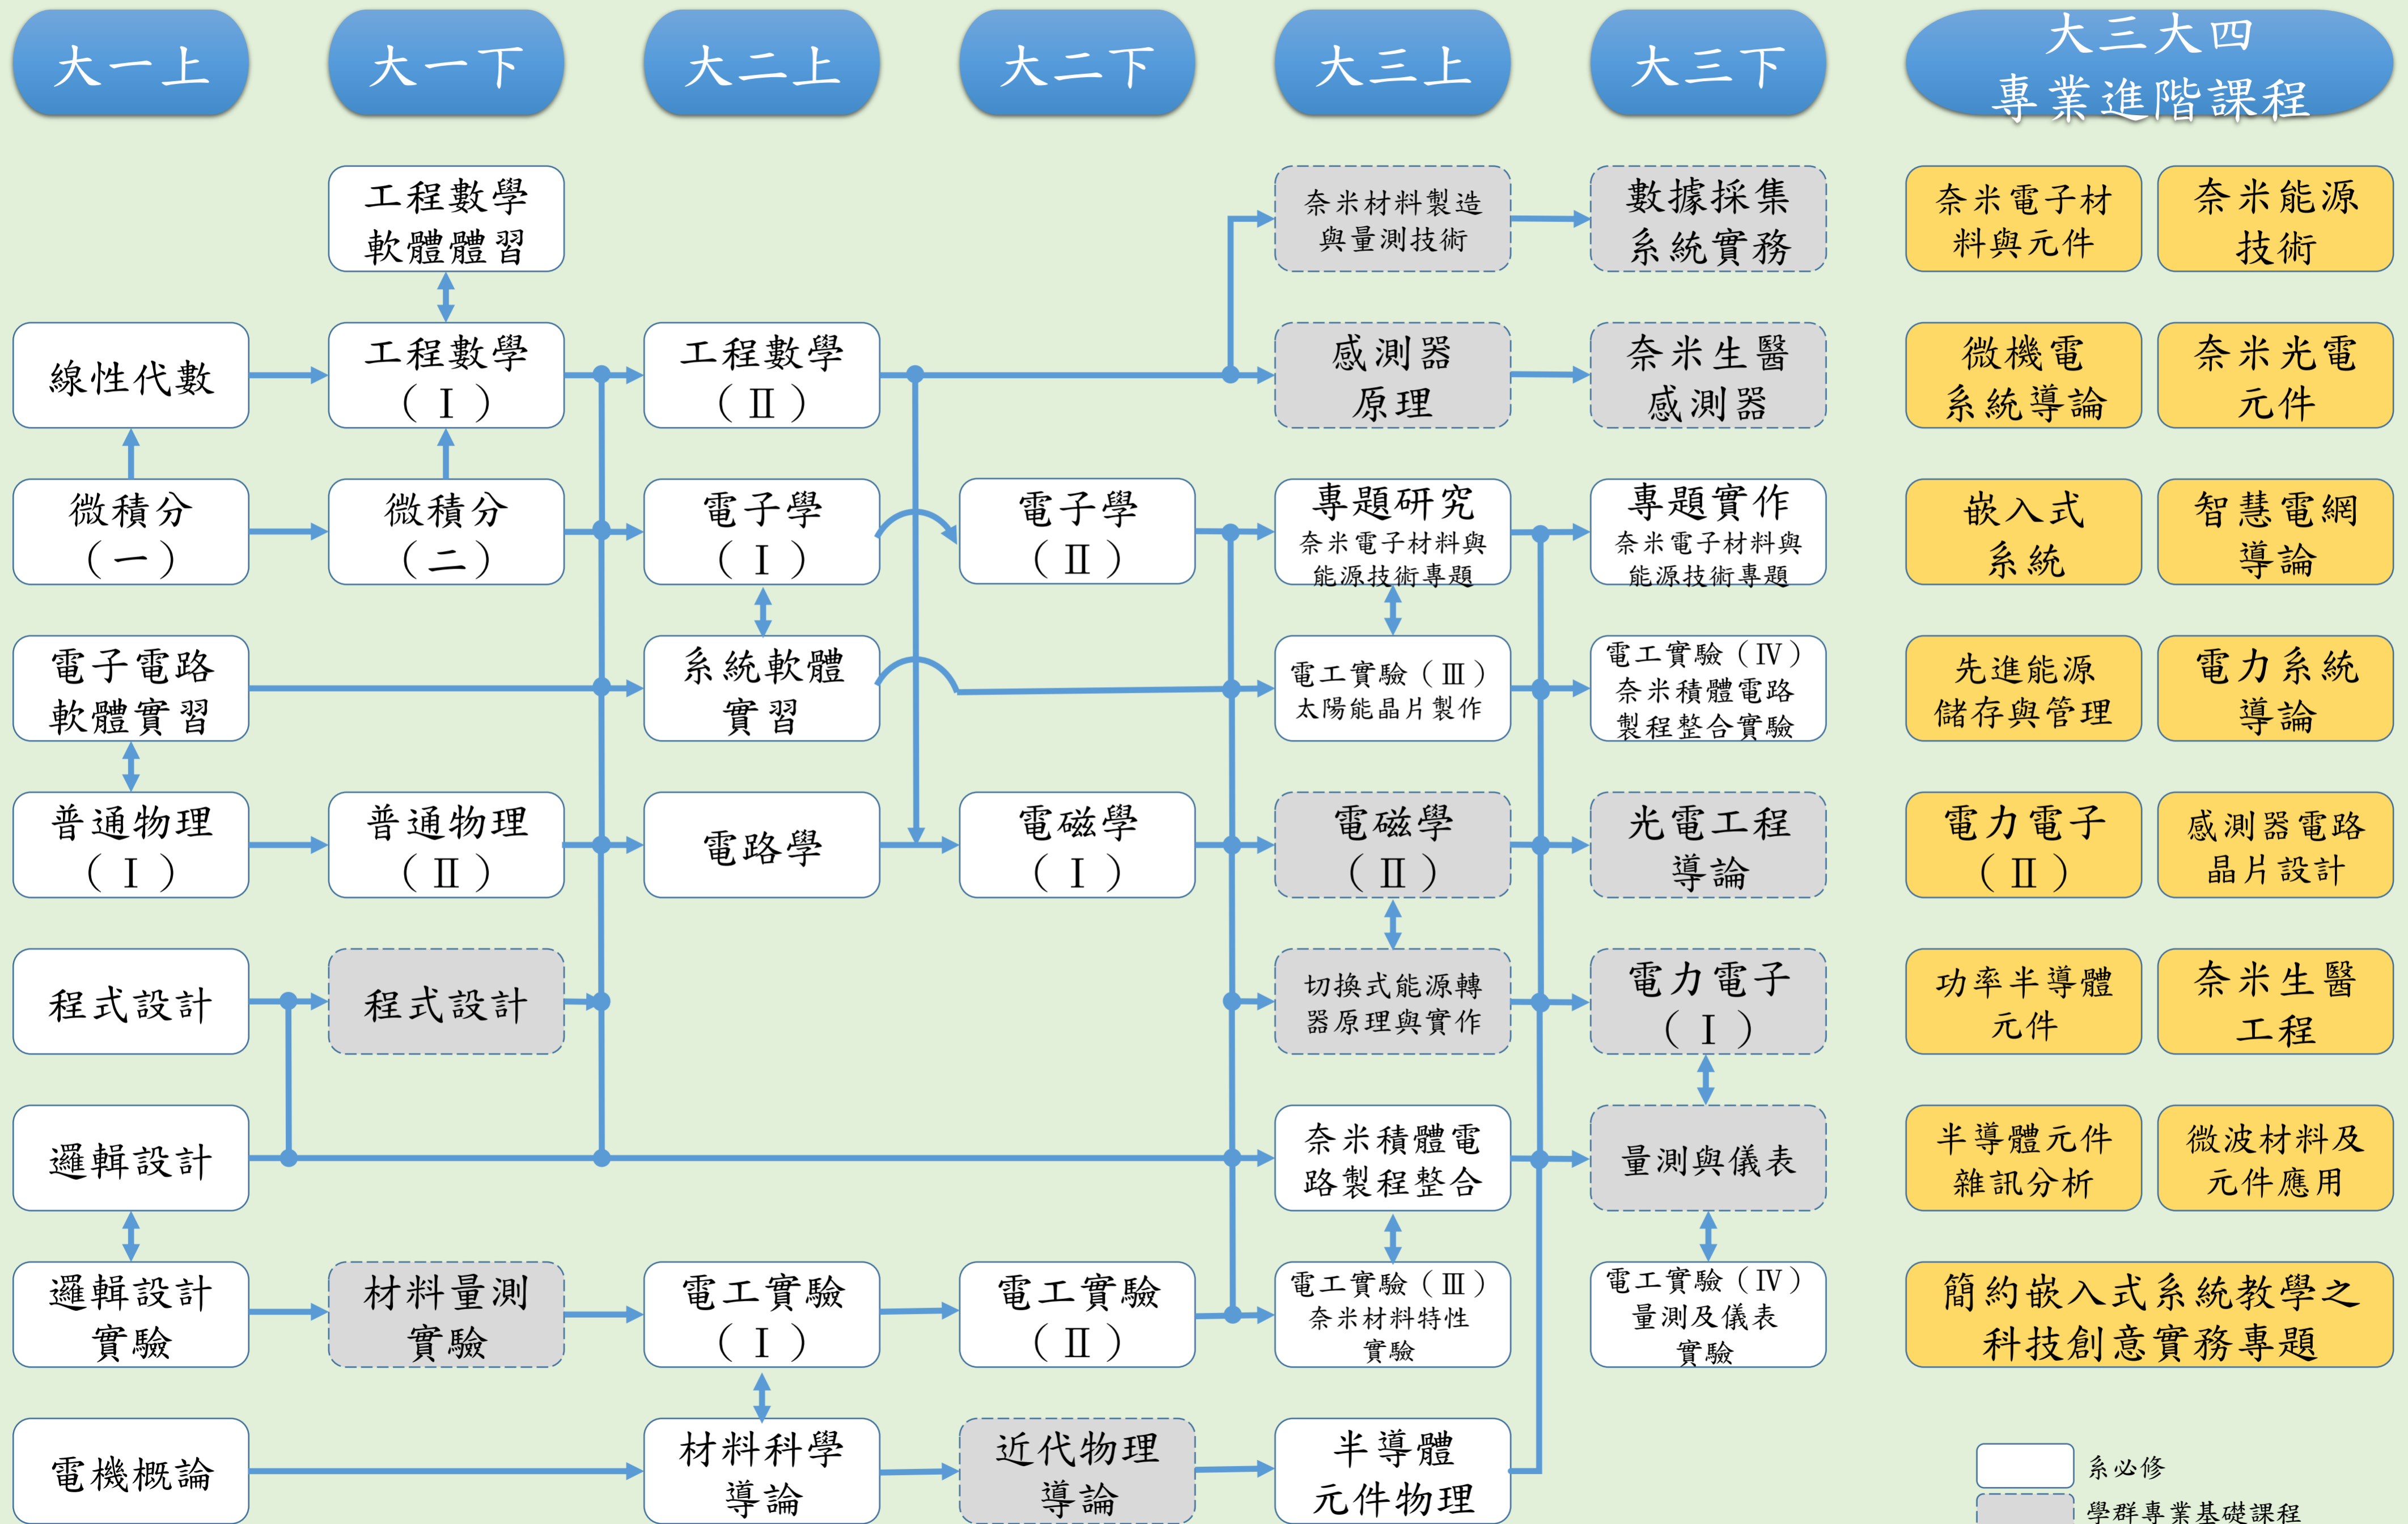 大一上
大一下
大二上
大二下
大三上
大三下
大三大四
專業進階課程
工程數學
軟體體習
奈米材料製造
與量測技術
數據採集
系統實務
奈米電子材
料與元件
奈米能源
技術
線性代數
工程數學
（Ⅰ）
工程數學
（Ⅱ）
感測器
原理
奈米生醫
感測器
微機電
系統導論
奈米光電
元件
微積分
（一）
微積分
（二）
電子學
（Ⅰ）
電子學
（Ⅱ）
專題研究
奈米電子材料與
能源技術專題
專題實作
奈米電子材料與
能源技術專題
嵌入式
系統
智慧電網
導論
電子電路
軟體實習
系統軟體
實習
電工實驗（Ⅲ）
太陽能晶片製作
電工實驗（Ⅳ）
奈米積體電路
製程整合實驗
先進能源
儲存與管理
電力系統
導論
普通物理
（Ⅰ）
普通物理
（Ⅱ）
電路學
電磁學
（Ⅰ）
電磁學
（Ⅱ）
光電工程
導論
電力電子
（Ⅱ）
感測器電路
晶片設計
程式設計
程式設計
切換式能源轉
器原理與實作
電力電子
（Ⅰ）
功率半導體
元件
奈米生醫
工程
邏輯設計
奈米積體電
路製程整合
量測與儀表
半導體元件
雜訊分析
微波材料及
元件應用
邏輯設計
實驗
材料量測
實驗
電工實驗
（Ⅰ）
電工實驗
（Ⅱ）
電工實驗（Ⅲ）
奈米材料特性
實驗
電工實驗（Ⅳ）
量測及儀表
實驗
簡約嵌入式系統教學之
科技創意實務專題
電機概論
材料科學
導論
近代物理
導論
半導體
元件物理
系必修
學群專業基礎課程